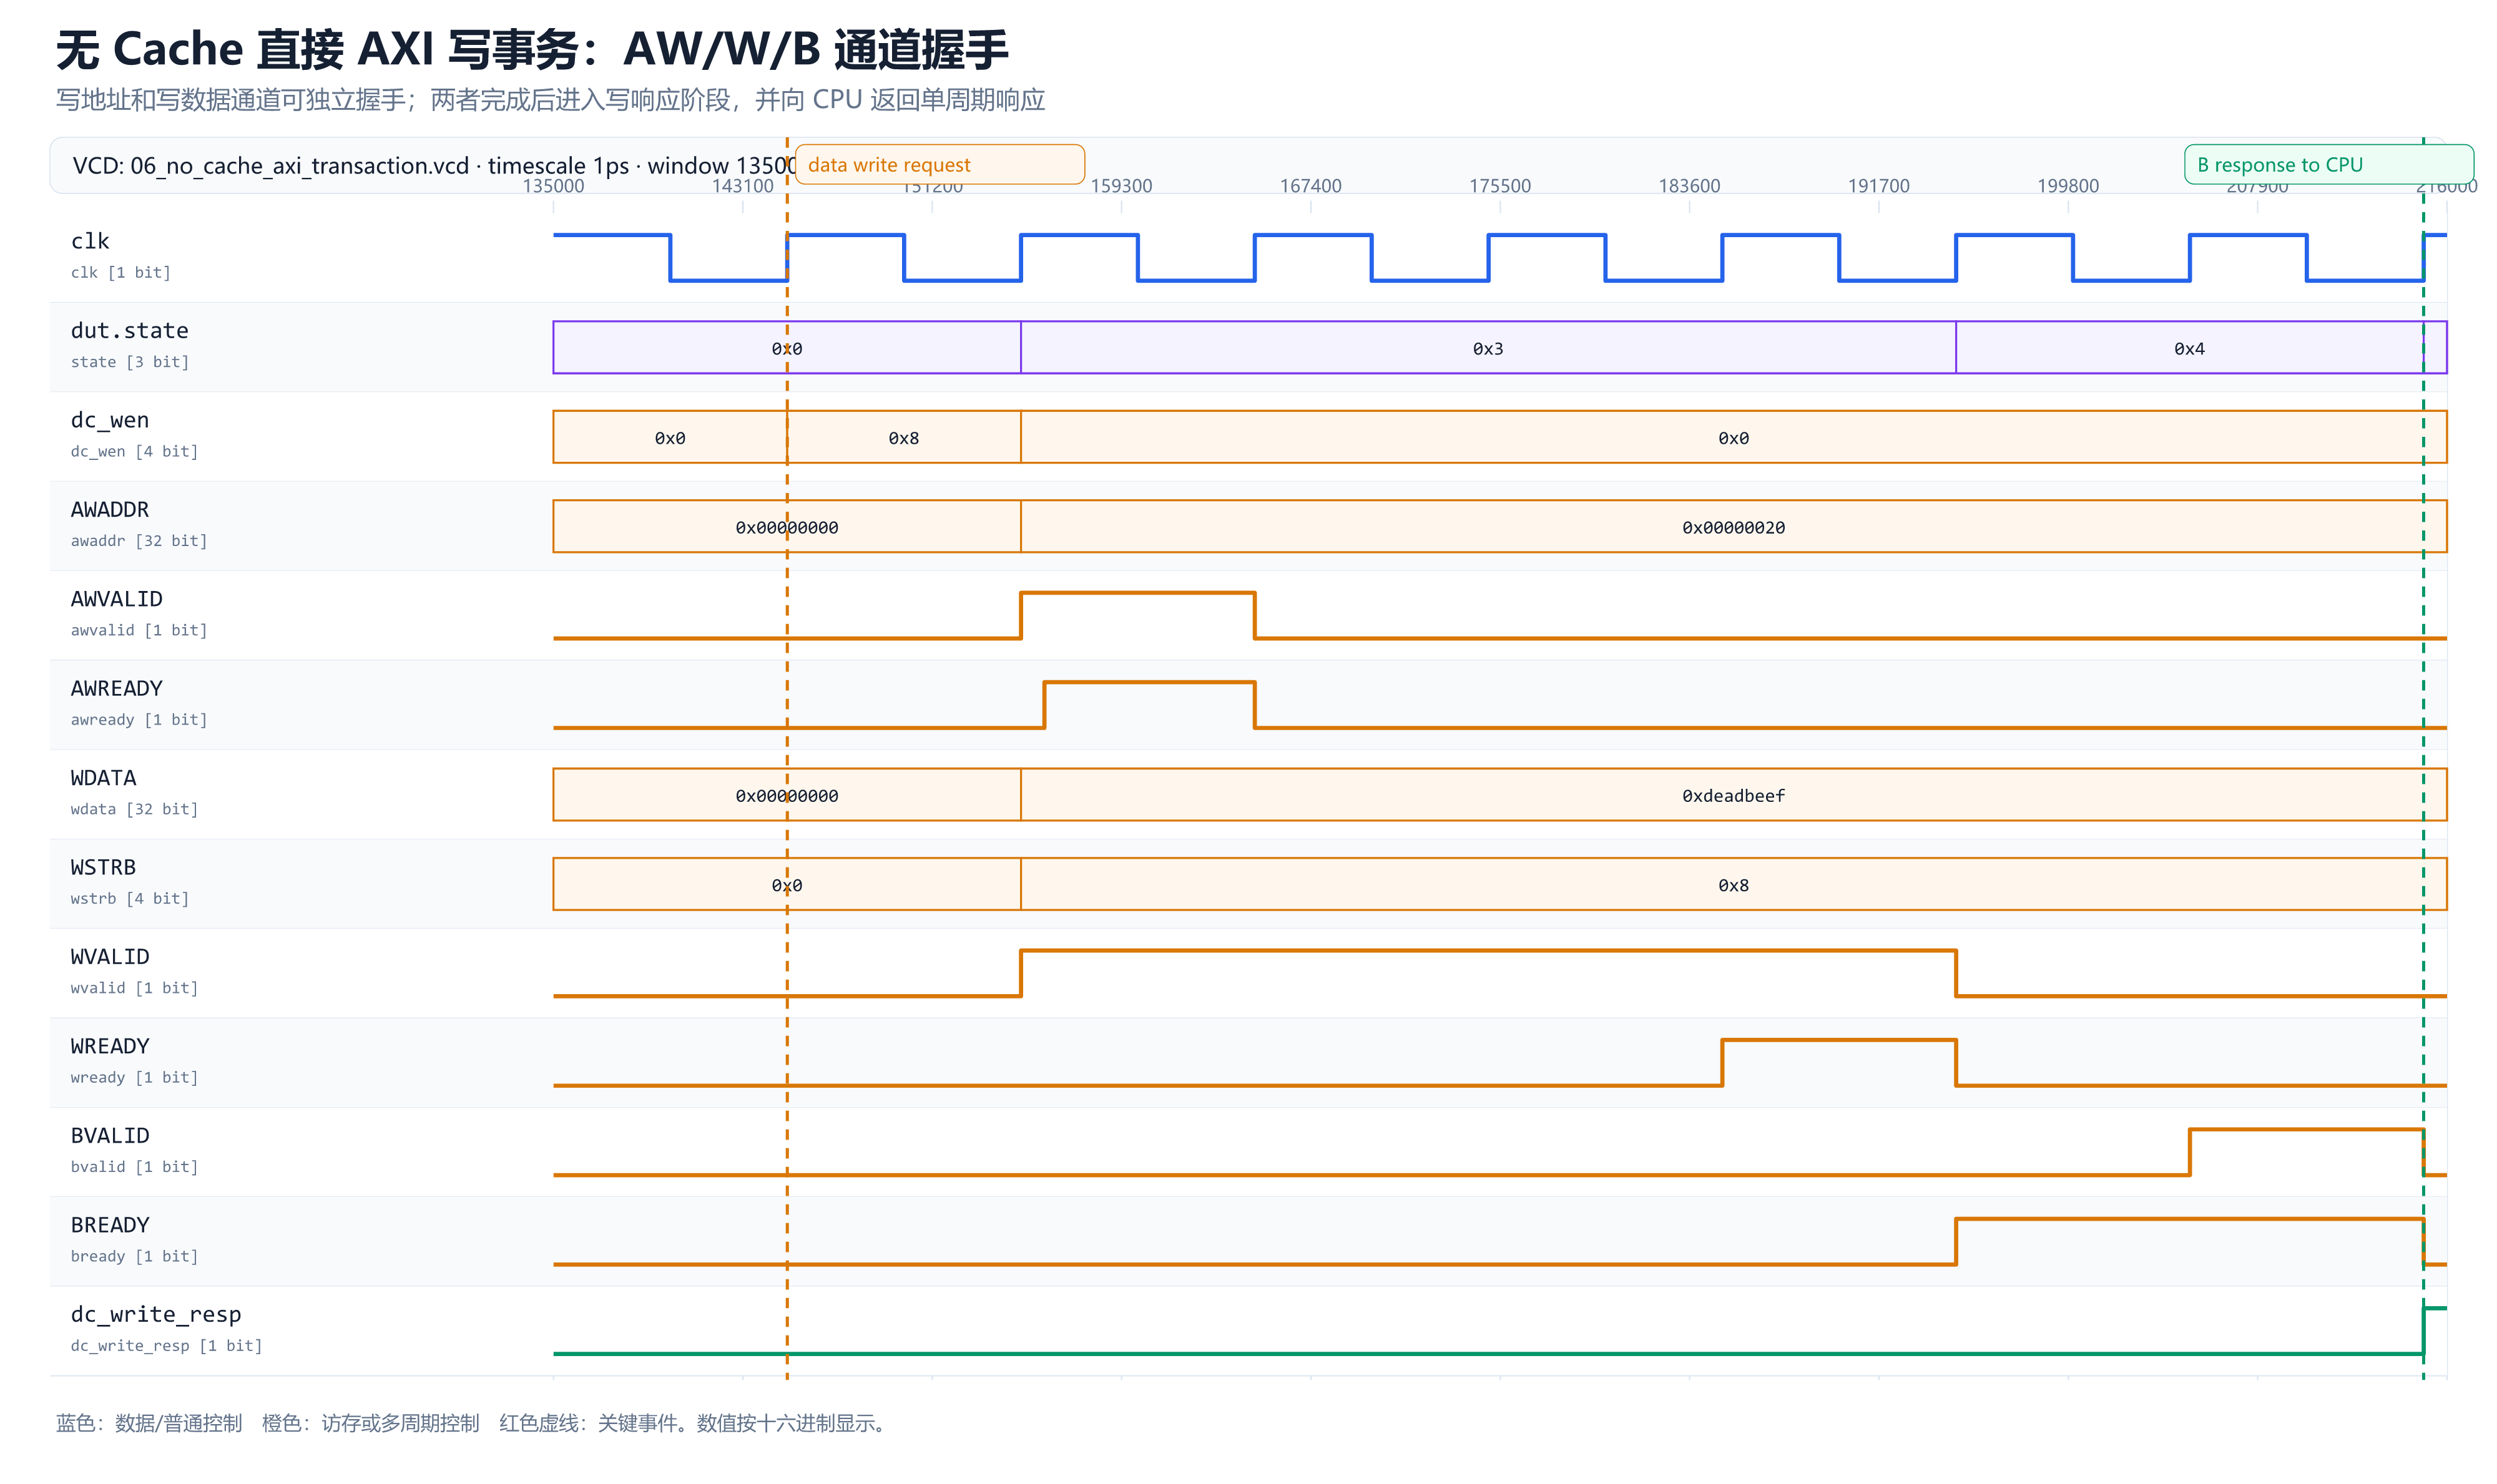 无 Cache 直接 AXI 写事务：AW/W/B 通道握手
写地址和写数据通道可独立握手；两者完成后进入写响应阶段，并向 CPU 返回单周期响应
VCD: 06_no_cache_axi_transaction.vcd · timescale 1ps · window 13500
data write request
B response to CPU
135000 143100 151200 159300 167400 175500 183600 191700 199800 207900 216000
clk
clk [1 bit]
dut.state
state [3 bit]
0x0 0x3 0x4
dc_wen
dc_wen [4 bit]
0x0 0x8 0x0
AWADDR
awaddr [32 bit]
0x00000000 0x00000020
AWVALID
awvalid [1 bit]
AWREADY
awready [1 bit]
WDATA
wdata [32 bit]
0x00000000 0xdeadbeef
WSTRB
wstrb [4 bit]
0x0 0x8
WVALID
wvalid [1 bit]
WREADY
wready [1 bit]
BVALID
bvalid [1 bit]
BREADY
bready [1 bit]
dc_write_resp
dc_write_resp [1 bit]
蓝色：数据/普通控制 橙色：访存或多周期控制 红色虚线：关键事件。数值按十六进制显示。